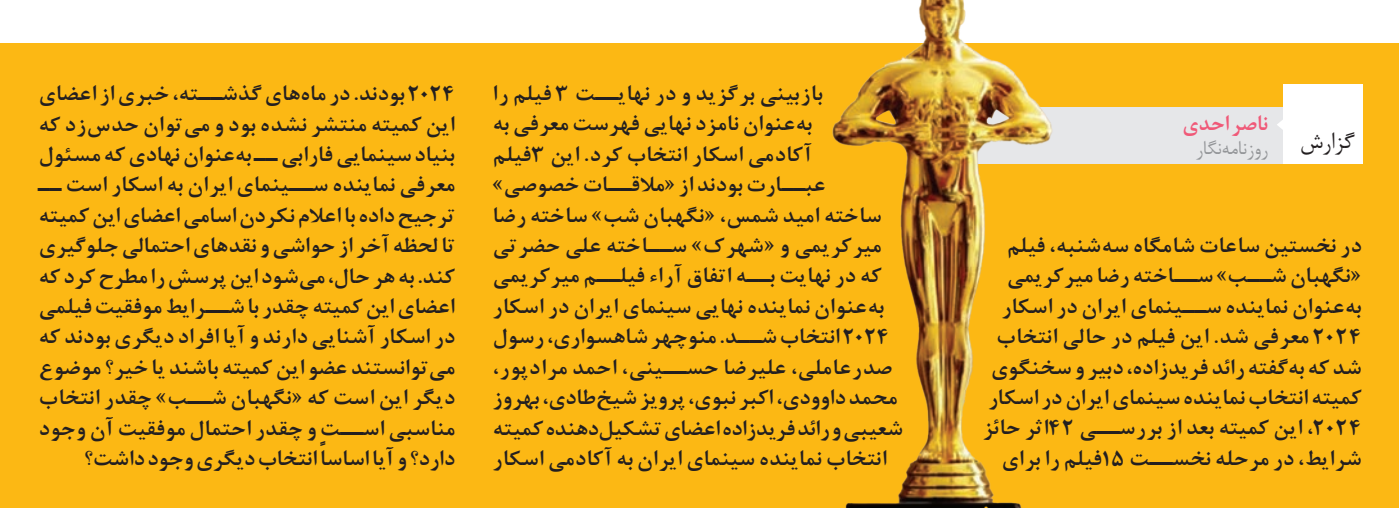 گزارش
ناصر احدی
روزنامه‌نگار
در نخستین ساعات شامگاه سه‌شنبه، فیلم
«نگهبان شب» ساخته رضا میرکریمی
به‌عنوان نماینده سینمای ایران در اسکار
۲۰۲۴ معرفی شد. این فیلم در حالی انتخاب
شد که به‌گفته رائد فریدزاده، دبیر و سخنگوی
کمیته انتخاب نماینده سینمای ایران در اسکار
۲۰۲۴، این کمیته بعد از بررسی ۴۲اثر حائز
شرایط، در مرحله نخست ۱۵فیلم را برای
بازبینی برگزید و در نهایت ۳ فیلم را
به‌عنوان نامزد نهایی فهرست معرفی به
آکادمی اسکار انتخاب کرد. این ۳فیلم
عبارت بودند از «ملاقات خصوصی»
ساخته امید شمس، «نگهبان شب» ساخته رضا
میرکریمی و «شهرک» ساخته علی حضرتی
که در نهایت به اتفاق آراء فیلم میرکریمی
به‌عنوان نماینده نهایی سینمای ایران در اسکار
۲۰۲۴انتخاب شد. منوچهر شاهسواری، رسول
صدرعاملی، علیرضا حسینی، احمد مرادپور،
محمد داوودی، اکبر نبوی، پرویز شیخ‌طادی، بهروز
شعیبی و رائد فریدزاده اعضای تشکیل‌دهنده کمیته
انتخاب نماینده سینمای ایران به آکادمی اسکار
۲۰۲۴ بودند. در ماه‌های گذشته، خبری از اعضای
این کمیته منتشر نشده بود و می‌توان حدس زد که
بنیاد سینمایی فارابی ــ به‌عنوان نهادی که مسئول
معرفی نماینده سینمای ایران به اسکار است ــ
ترجیح داده با اعلام نکردن اسامی اعضای این کمیته
تا لحظه آخر از حواشی و نقدهای احتمالی جلوگیری
کند. به هر حال، می‌شود این پرسش را مطرح کرد که
اعضای این کمیته چقدر با شرایط موفقیت فیلمی
در اسکار آشنایی دارند و آیا افراد دیگری بودند که
می‌توانستند عضو این کمیته باشند یا خیر؟ موضوع
دیگر این است که «نگهبان شب» چقدر انتخاب
مناسبی است و چقدر احتمال موفقیت آن وجود
دارد؟ و آیا اساساً انتخاب دیگری وجود داشت؟